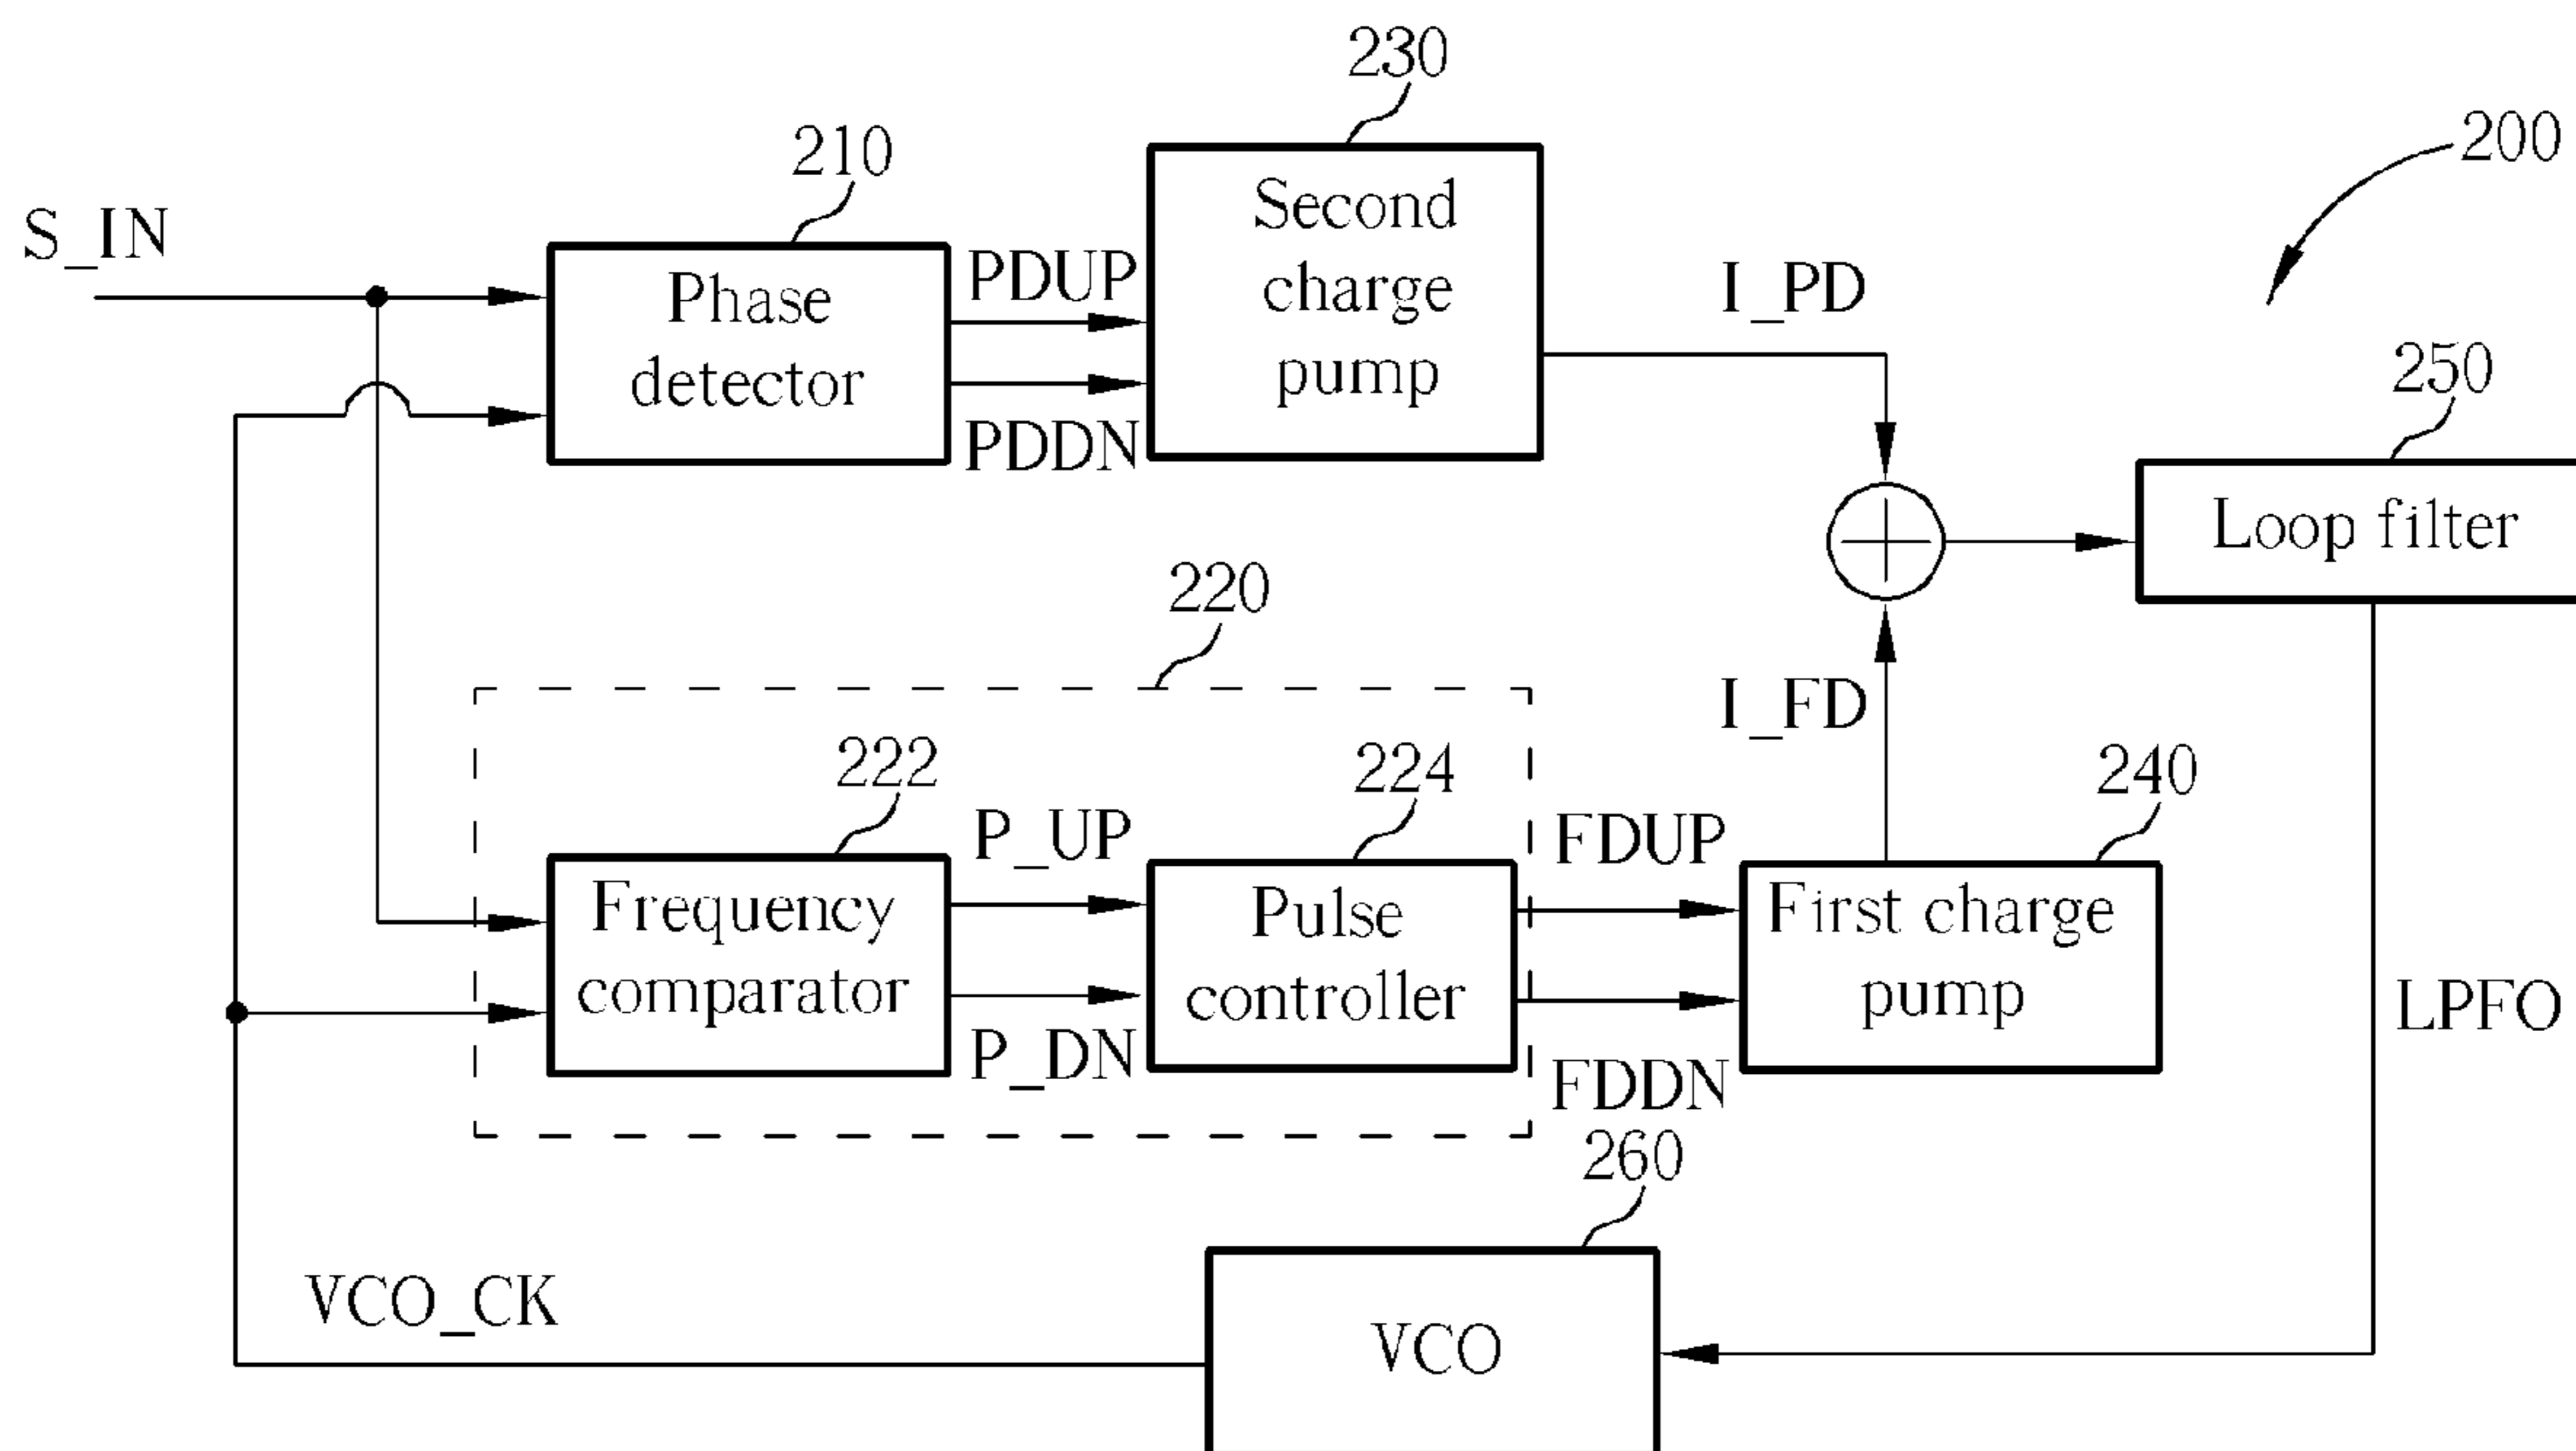 230
200
210
S_IN
Second
charge
pump
PDUP
Phase
detector
PDDN
I_PD
250
Loop filter
220
I_FD
222
224
240
P_UP
FDUP
Frequency
comparator
Pulse
controller
First charge
pump
P_DN
FDDN
LPFO
260
VCO_CK
VCO